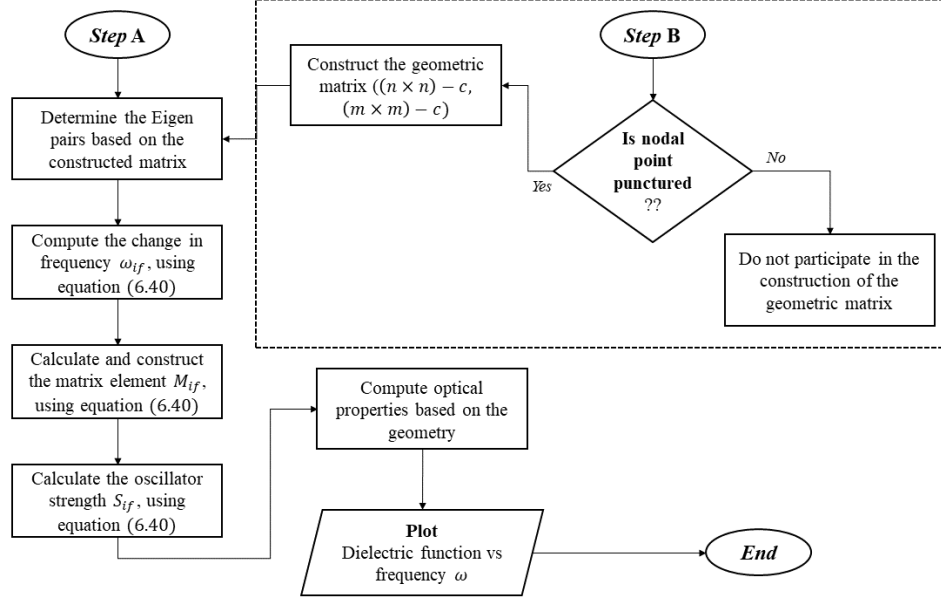 Step A
Determine the Eigen
pairs based on the
constructed matrix
Compute the change in
frequency ω_if, using
equation (6.40)
Calculate and construct
the matrix element M_if,
using equation (6.40)
Calculate the oscillator
strength S_if, using
equation (6.40)
Construct the geometric
matrix ((n × n) − c,
(m × m) − c)
Step B
Is nodal
point
punctured
??
Yes
No
Do not participate in the
construction of the
geometric matrix
Compute optical
properties based on the
geometry
Plot
Dielectric function vs
frequency ω
End